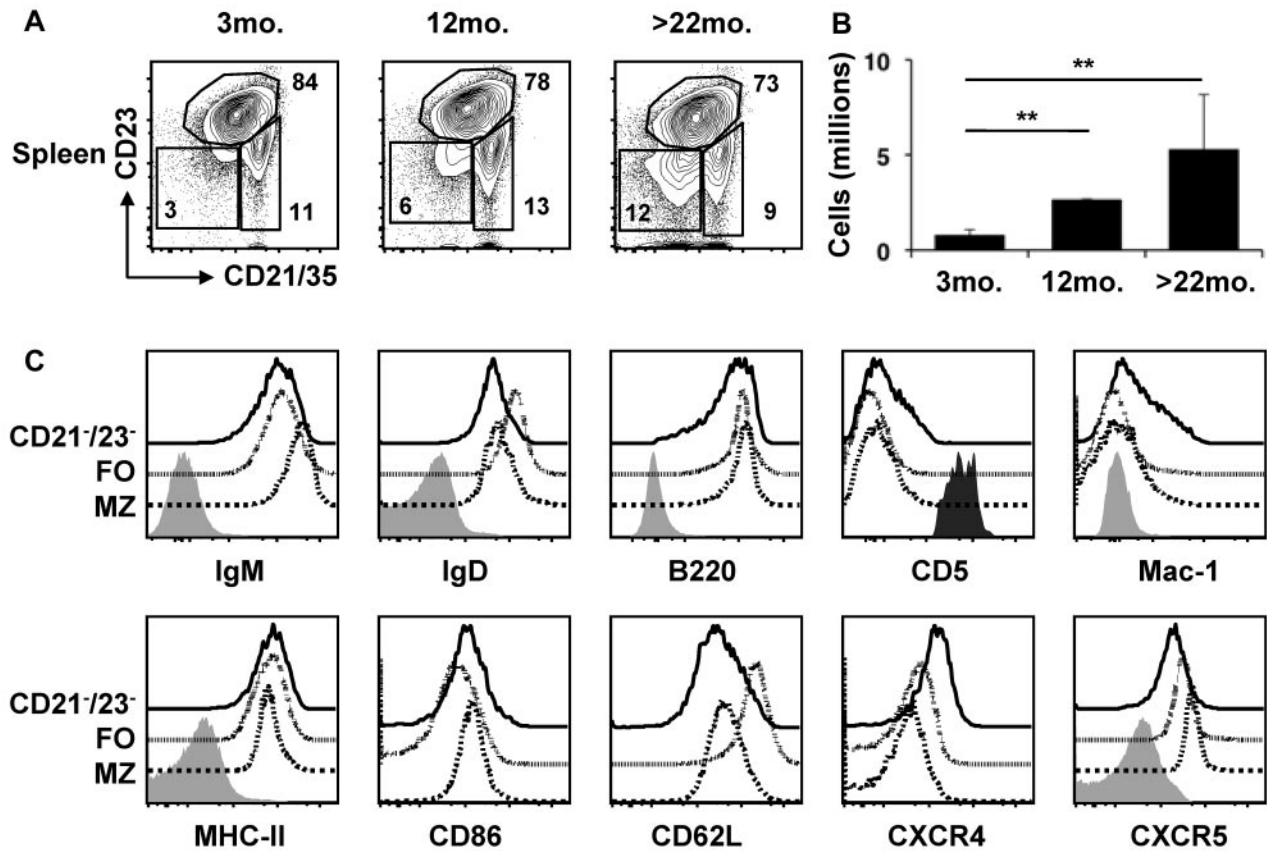 A
3mo.
12mo.
>22mo.
B
Spleen
CD23
84
3
11
78
6
13
73
12
9
CD21/35
Cells (millions)
10
5
0
**
**
3mo.
12mo.
>22mo.
C
CD21⁻/23⁻
FO
MZ
IgM
IgD
B220
CD5
Mac-1
CD21⁻/23⁻
FO
MZ
MHC-II
CD86
CD62L
CXCR4
CXCR5